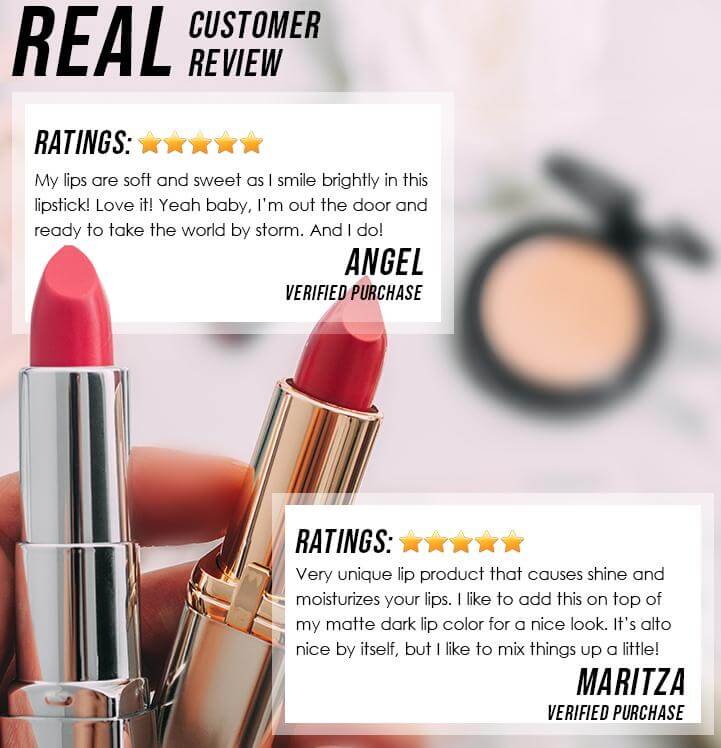 REAL CUSTOMER
REVIEW
RATINGS:
My lips are soft and sweet as I smile brightly in this
lipstick! Love it! Yeah baby, I'm out the door and
ready to take the world by storm. And I do!
ANGEL
VERIFIED PURCHASE
RATINGS:
Very unique lip product that causes shine and
moisturizes your lips. I like to add this on top of
my matte dark lip color for a nice look. It's alto
nice by itself, but I like to mix things up a little!
MARITZA
VERIFIED PURCHASE